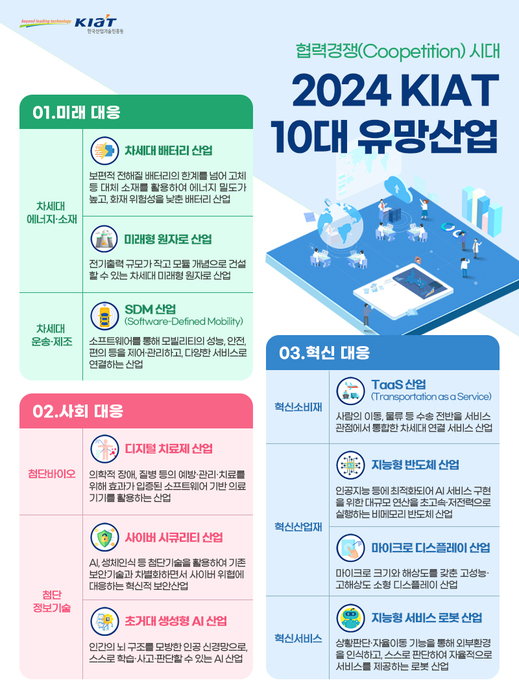 beyond leading technology KIAT
한국산업기술진흥원
협력경쟁(Coopetition) 시대
2024 KIAT
10대 유망산업
01.미래 대응
차세대
에너지·소재
차세대 배터리 산업
보편적 전해질 배터리의 한계를 넘어 고체
등 대체 소재를 활용하여 에너지 밀도가
높고, 화재 위험성을 낮춘 배터리 산업
미래형 원자로 산업
전기출력 규모가 작고 모듈 개념으로 건설
할 수 있는 차세대 미래형 원자로 산업
차세대
운송·제조
SDM 산업
(Software-Defined Mobility)
소프트웨어를 통해 모빌리티의 성능, 안전,
편의 등을 제어·관리하고, 다양한 서비스로
연결하는 산업
02.사회 대응
첨단바이오
디지털 치료제 산업
의학적 장애, 질병 등의 예방·관리·치료를
위해 효과가 입증된 소프트웨어 기반 의료
기기를 활용하는 산업
첨단
정보기술
사이버 시큐리티 산업
AI, 생체인식 등 첨단기술을 활용하여 기존
보안기술과 차별화하면서 사이버 위협에
대응하는 혁신적 보안산업
초거대 생성형 AI 산업
인간의 뇌 구조를 모방한 인공 신경망으로,
스스로 학습·사고·판단할 수 있는 AI 산업
03.혁신 대응
혁신소비재
TaaS 산업
(Transportation as a Service)
사람의 이동, 물류 등 수송 전반을 서비스
관점에서 통합한 차세대 연결 서비스 산업
혁신산업재
지능형 반도체 산업
인공지능 등에 최적화되어 AI 서비스 구현
을 위한 대규모 연산을 초고속·저전력으로
실행하는 비메모리 반도체 산업
마이크로 디스플레이 산업
마이크로 크기와 해상도를 갖춘 고성능·
고해상도 소형 디스플레이 산업
혁신서비스
지능형 서비스 로봇 산업
상황판단·자율이동 기능을 통해 외부환경
을 인식하고, 스스로 판단하여 자율적으로
서비스를 제공하는 로봇 산업